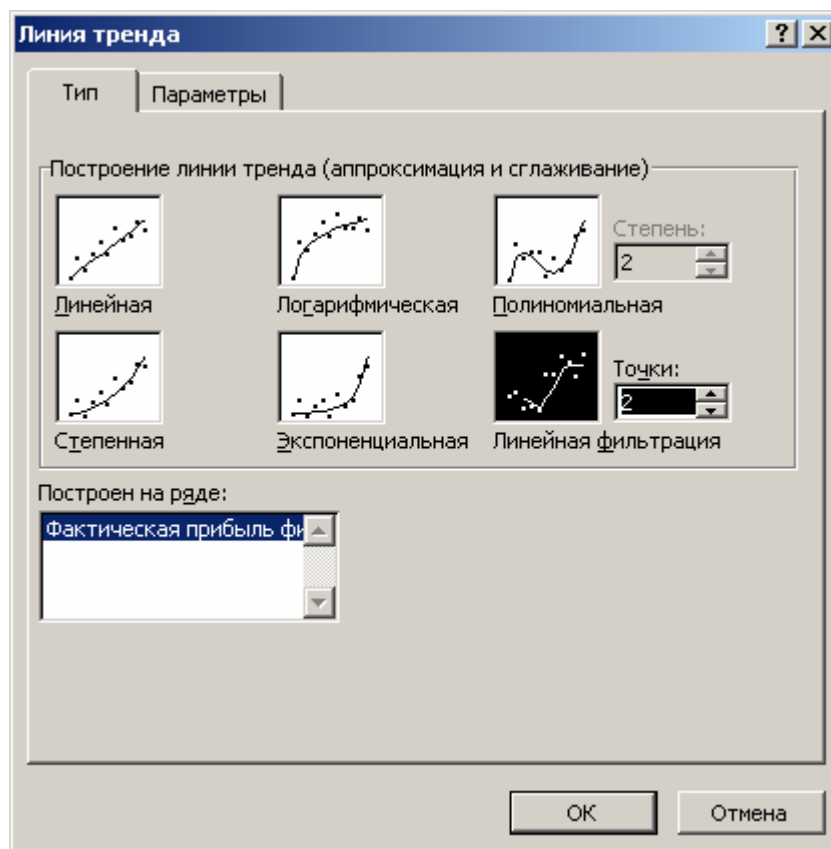 Линия тренда
Тип
Параметры
Построение линии тренда (аппроксимация и сглаживание)
Линейная
Логарифмическая
Полиномиальная
Степень:
2
Степенная
Экспоненциальная
Линейная фильтрация
Точки:
2
Построен на ряде:
Фактическая прибыль фи
ОК
Отмена